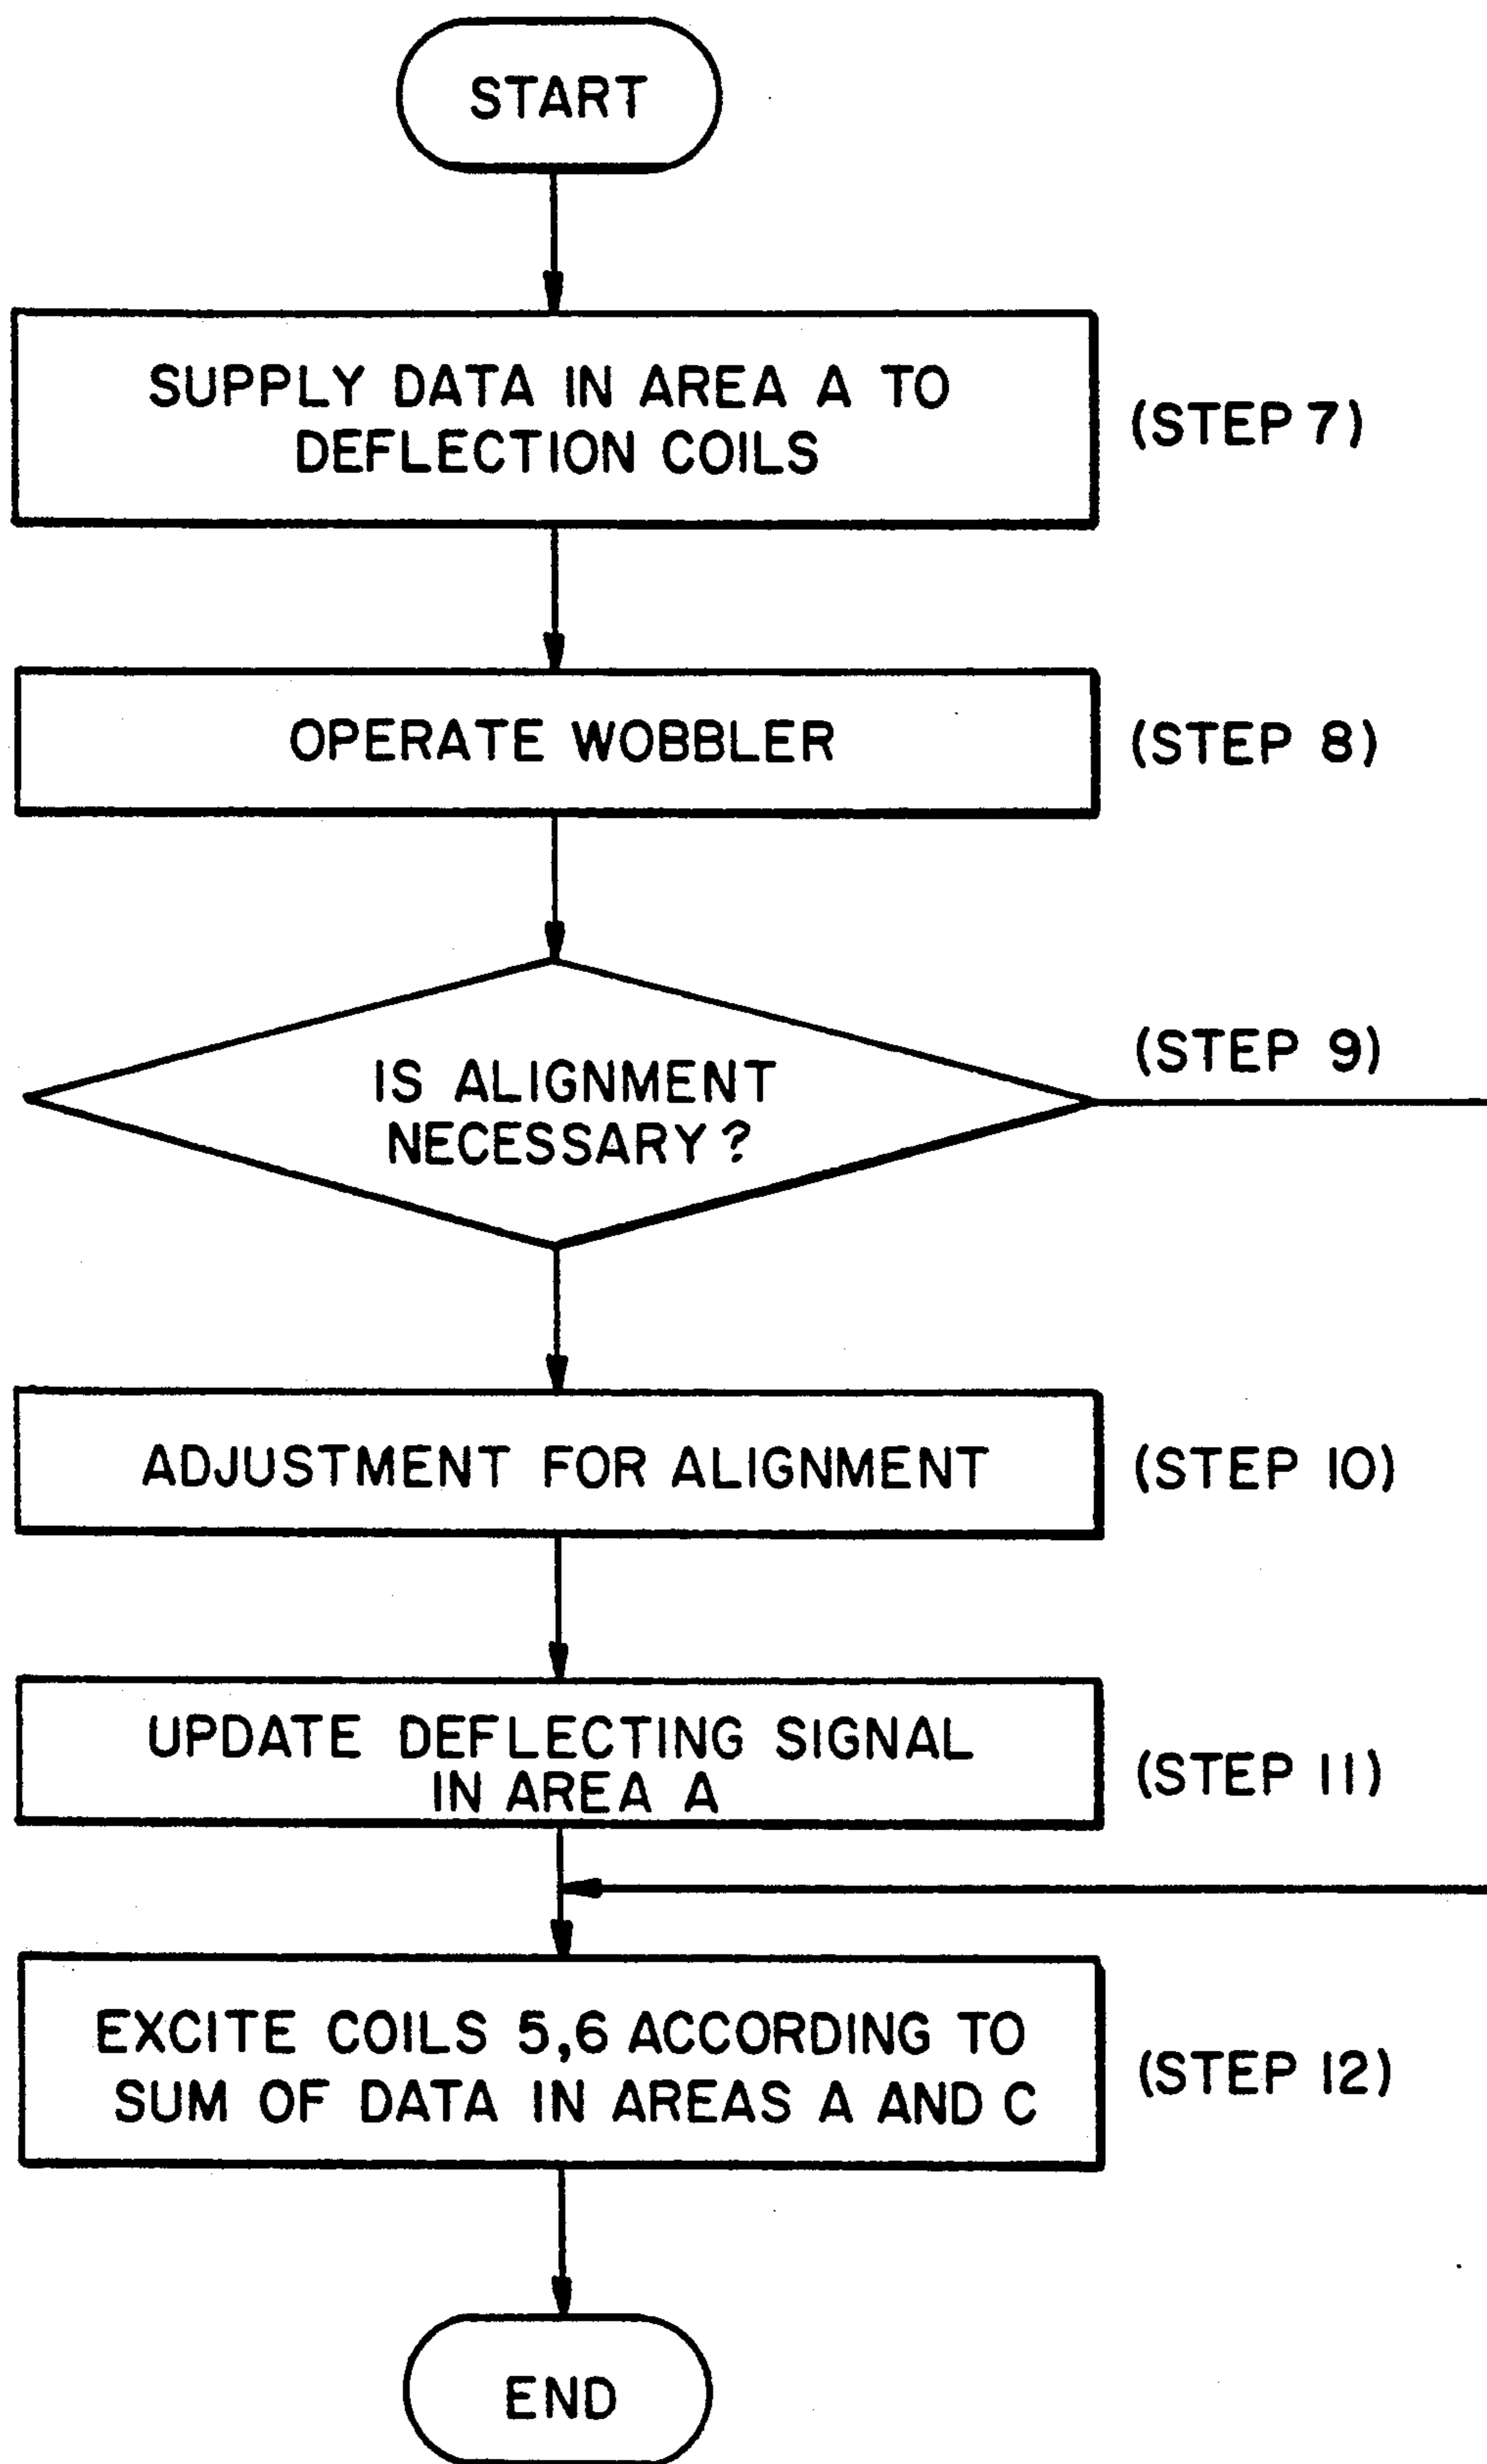 START
SUPPLY DATA IN AREA A TO
DEFLECTION COILS
(STEP 7)
OPERATE WOBBLER
(STEP 8)
IS ALIGNMENT
NECESSARY?
(STEP 9)
ADJUSTMENT FOR ALIGNMENT
(STEP 10)
UPDATE DEFLECTING SIGNAL
IN AREA A
(STEP 11)
EXCITE COILS 5,6 ACCORDING TO
SUM OF DATA IN AREAS A AND C
(STEP 12)
END